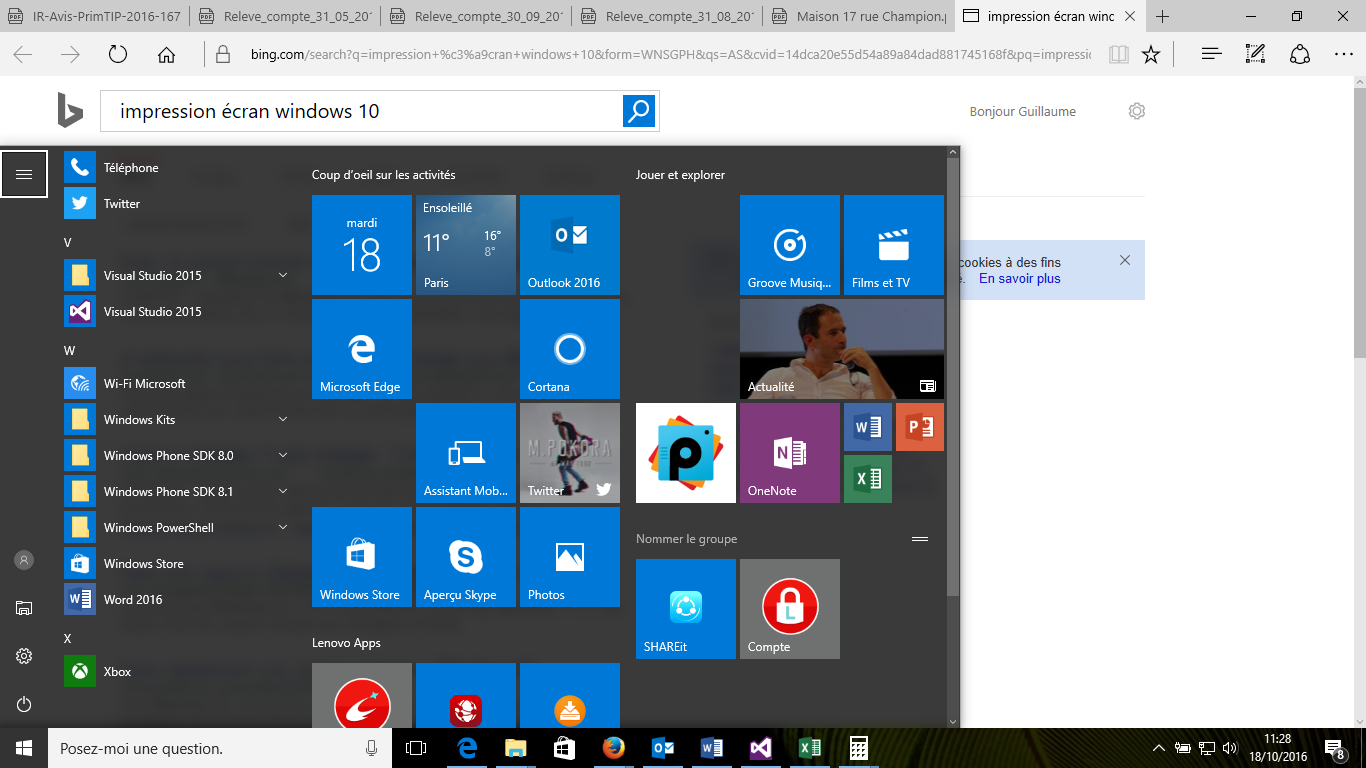 IR-Avis-PrimTIP-2016-167
Releve_compte_31_05_20
Releve_compte_30_09_20
Releve_compte_31_08_20
Maison 17 rue Champion.
impression écran winc
bing.com/search?q=impression+%c3%a9cran+windows+10&form=WNSGPH&qs=AS&cvid=14dca20e55d54a89a84dad881745168f&pq=impressi
impression écran windows 10
Bonjour Guillaume
cookies à des fins
En savoir plus
Téléphone
Twitter
V
Visual Studio 2015
Visual Studio 2015
W
Wi-Fi Microsoft
Windows Kits
Windows Phone SDK 8.0
Windows Phone SDK 8.1
Windows PowerShell
Windows Store
Word 2016
X
Xbox
Coup d'oeil sur les activités
mardi
18
Ensoleillé
11°
16°
8°
Paris
Outlook 2016
Microsoft Edge
Cortana
Assistant Mob...
M.POKORA
Twitter
Windows Store
Aperçu Skype
Photos
Lenovo Apps
Jouer et explorer
Groove Musiq...
Films et TV
Actualité
OneNote
Nommer le groupe
SHAREit
L
Compte
Posez-moi une question.
11:28
18/10/2016
8